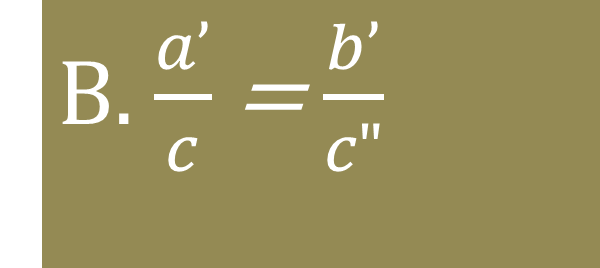 B. a’/c = b’/c"